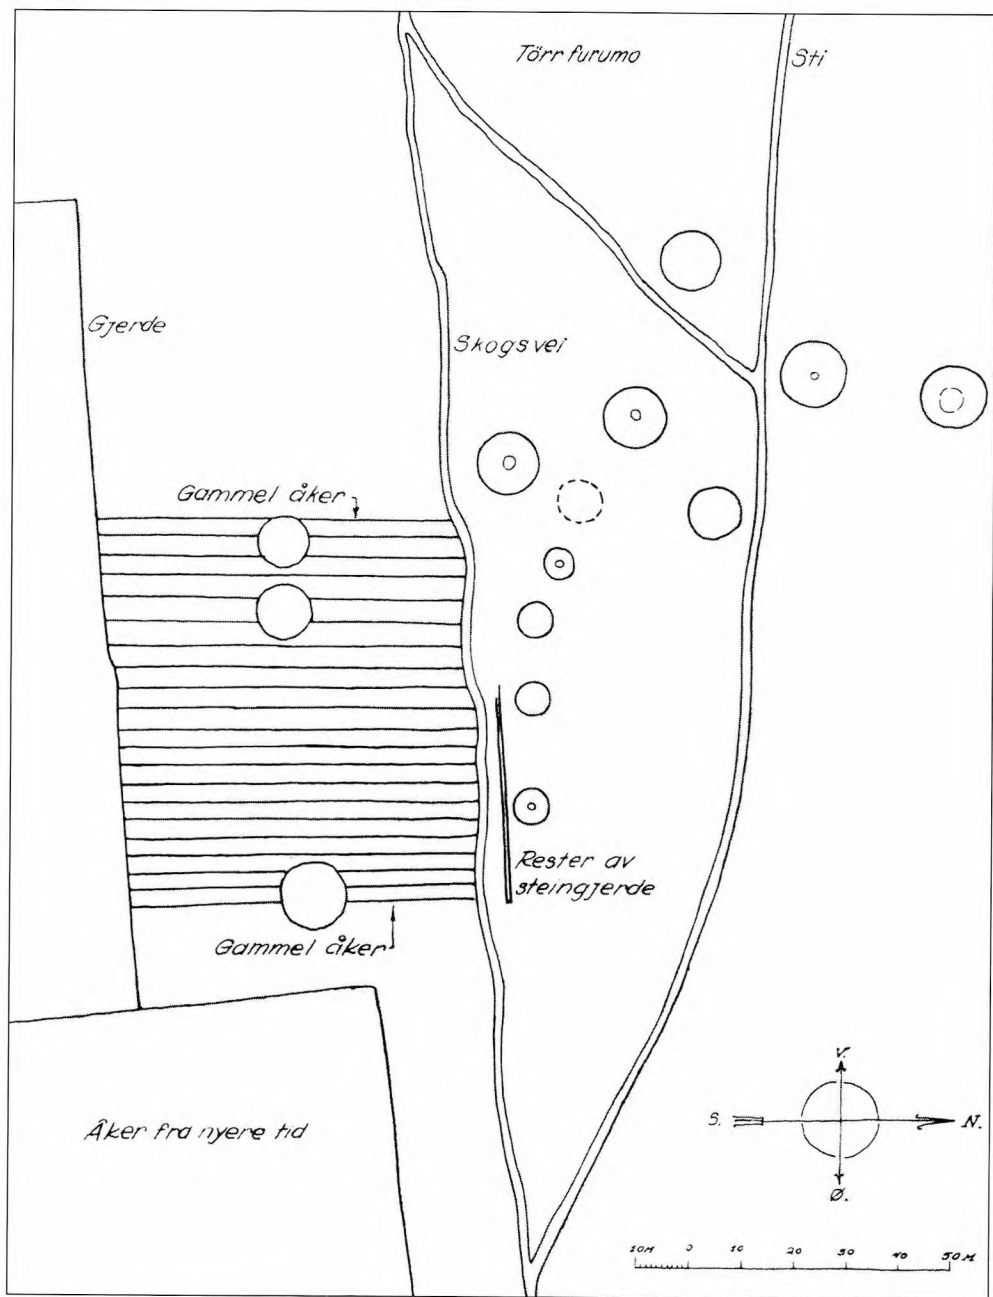 Törr furumo
Sti
Gjerde
Skogsvei
Gammel åker
Rester av
steingjerde
Gammel åker
Åker fra nyere tid
V.
S.
N.
Ø.
10M 0 10 20 30 40 50M